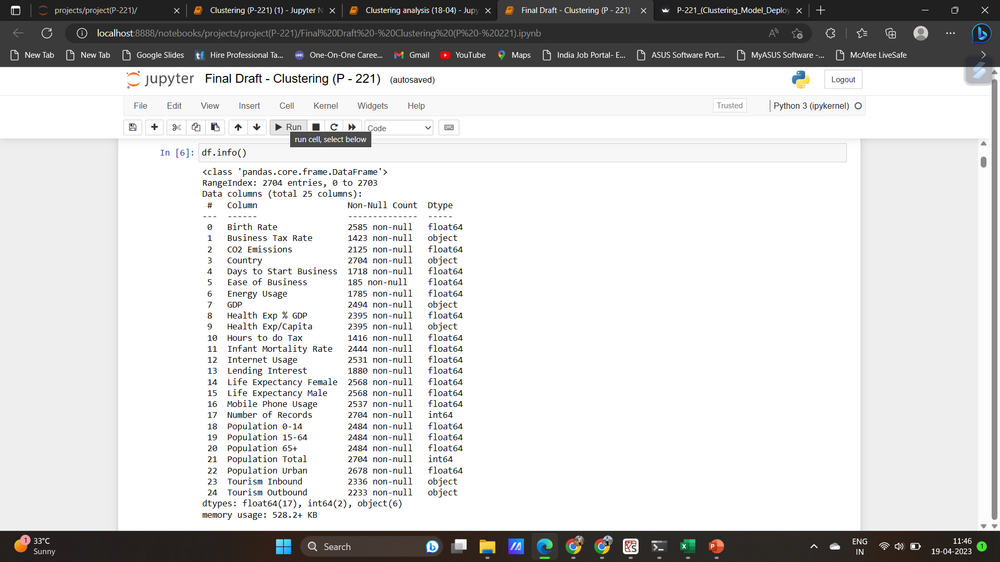 projects/project(P-221)/
Clustering (P-221) (1) - Jupyter N
Clustering analysis (18-04) - Jupy
Final Draft - Clustering (P - 221) -
P-221_(Clustering_Model_Deploy
localhost:8888/notebooks/projects/project(P-221)/Final%20Draft%20-%20Clustering%20(P%20-%20221).ipynb
New Tab
New Tab
Google Slides
Hire Professional Ta...
One-On-One Caree...
Gmail
YouTube
Maps
India Job Portal- E...
ASUS Software Port...
MyASUS Software -...
McAfee LiveSafe
jupyter Final Draft - Clustering (P - 221) (autosaved)
Logout
File Edit View Insert Cell Kernel Widgets Help
Trusted
Python 3 (ipykernel)
Run
Code
run cell, select below
In [6]: df.info()
<class 'pandas.core.frame.DataFrame'>
RangeIndex: 2704 entries, 0 to 2703
Data columns (total 25 columns):
# Column Non-Null Count Dtype
--- ------ -------------- -----
0 Birth Rate 2585 non-null float64
1 Business Tax Rate 1423 non-null object
2 CO2 Emissions 2125 non-null float64
3 Country 2704 non-null object
4 Days to Start Business 1718 non-null float64
5 Ease of Business 185 non-null float64
6 Energy Usage 1785 non-null float64
7 GDP 2494 non-null object
8 Health Exp % GDP 2395 non-null float64
9 Health Exp/Capita 2395 non-null object
10 Hours to do Tax 1416 non-null float64
11 Infant Mortality Rate 2444 non-null float64
12 Internet Usage 2531 non-null float64
13 Lending Interest 1880 non-null float64
14 Life Expectancy Female 2568 non-null float64
15 Life Expectancy Male 2568 non-null float64
16 Mobile Phone Usage 2537 non-null float64
17 Number of Records 2704 non-null int64
18 Population 0-14 2484 non-null float64
19 Population 15-64 2484 non-null float64
20 Population 65+ 2484 non-null float64
21 Population Total 2704 non-null int64
22 Population Urban 2678 non-null float64
23 Tourism Inbound 2336 non-null object
24 Tourism Outbound 2233 non-null object
dtypes: float64(17), int64(2), object(6)
memory usage: 528.2+ KB
1
33°C
Sunny
Search
ENG
IN
11:46
19-04-2023
1